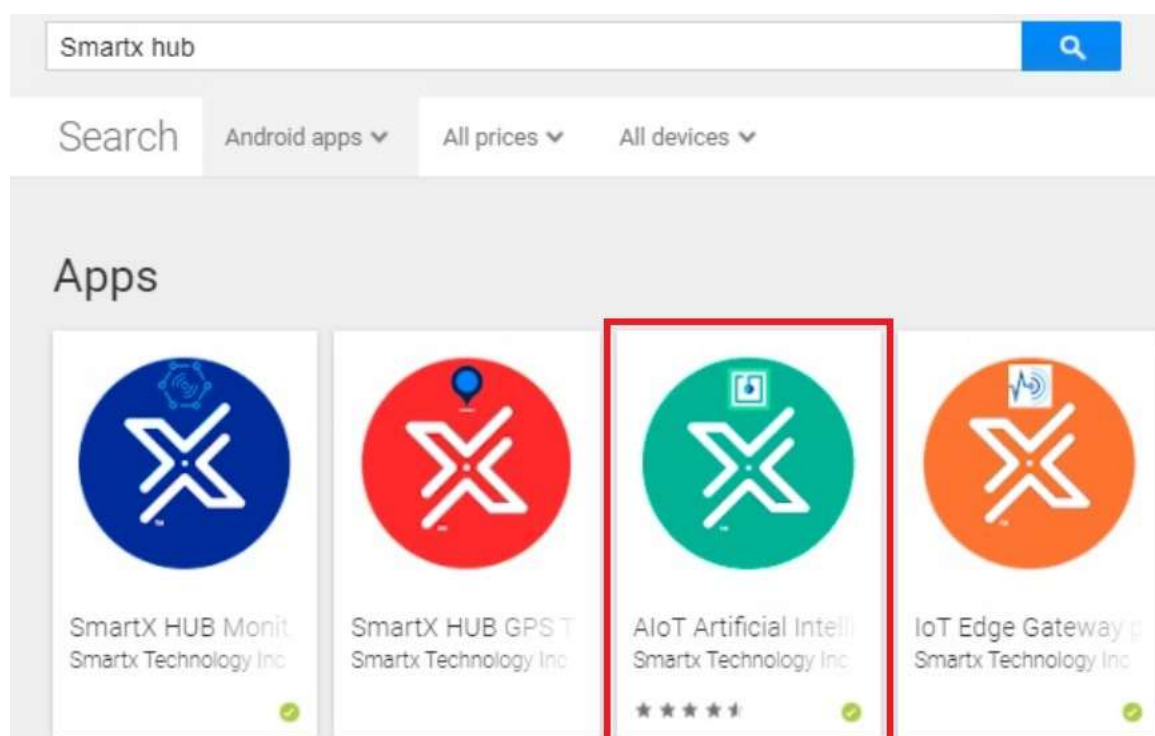 Smartx hub
Search
Android apps
All prices
All devices
Apps
SmartX HUB Monit
Smartx Technology Inc
SmartX HUB GPS T
Smartx Technology Inc
AIoT Artificial Intelli
Smartx Technology Inc
IoT Edge Gateway p
Smartx Technology Inc